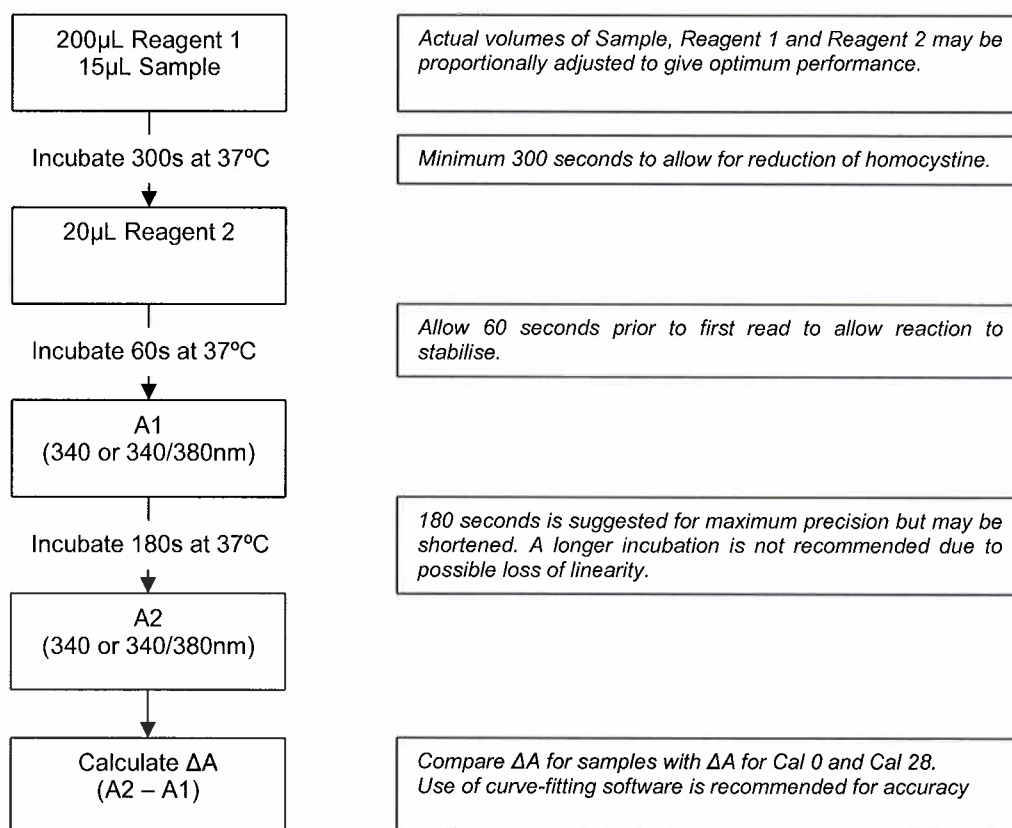 200µL Reagent 1
15µL Sample
Actual volumes of Sample, Reagent 1 and Reagent 2 may be
proportionally adjusted to give optimum performance.
Incubate 300s at 37ºC
Minimum 300 seconds to allow for reduction of homocystine.
20µL Reagent 2
Incubate 60s at 37ºC
Allow 60 seconds prior to first read to allow reaction to
stabilise.
A1
(340 or 340/380nm)
Incubate 180s at 37ºC
180 seconds is suggested for maximum precision but may be
shortened. A longer incubation is not recommended due to
possible loss of linearity.
A2
(340 or 340/380nm)
Calculate ΔA
(A2 – A1)
Compare ΔA for samples with ΔA for Cal 0 and Cal 28.
Use of curve-fitting software is recommended for accuracy